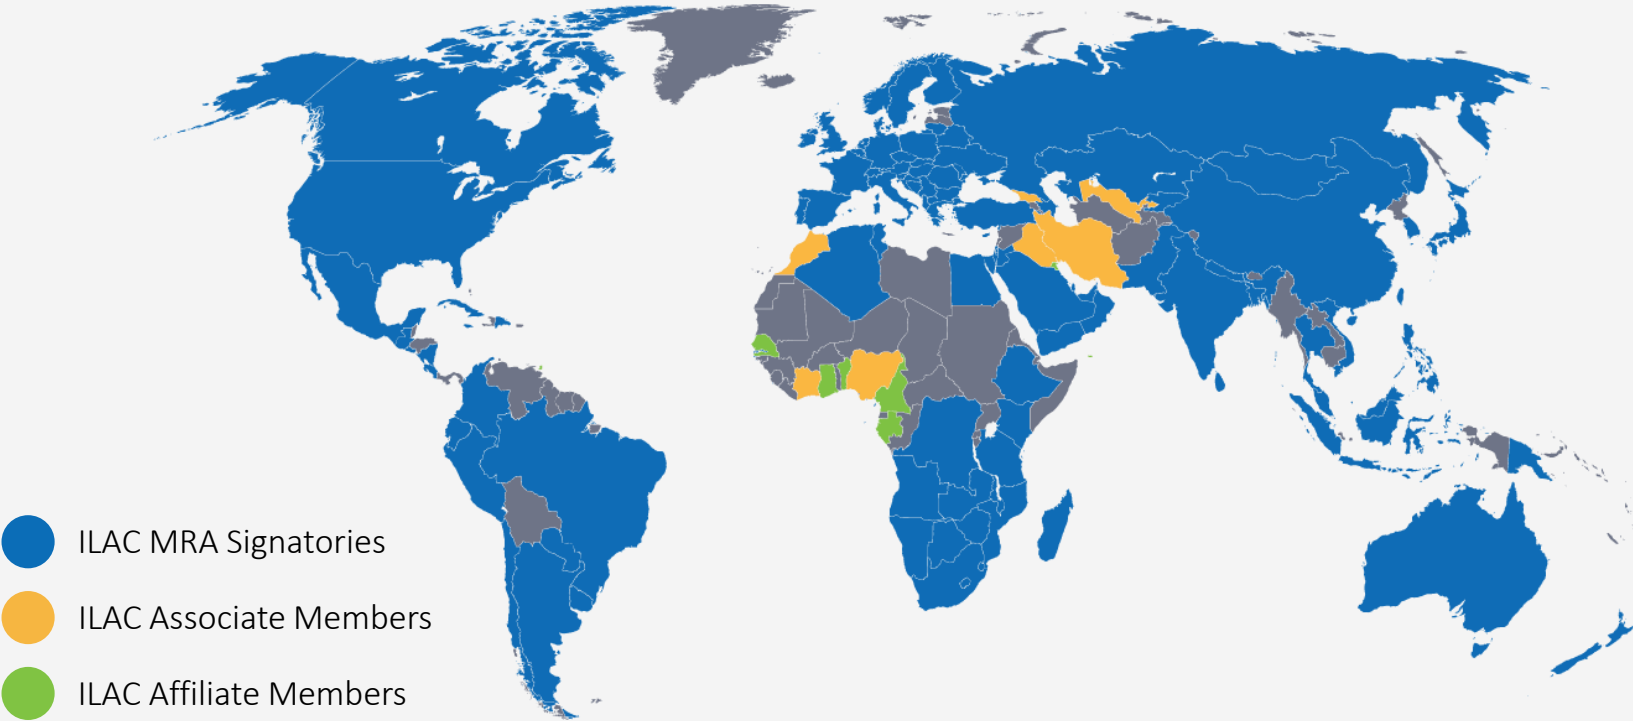 ILAC MRA Signatories
ILAC Associate Members
ILAC Affiliate Members